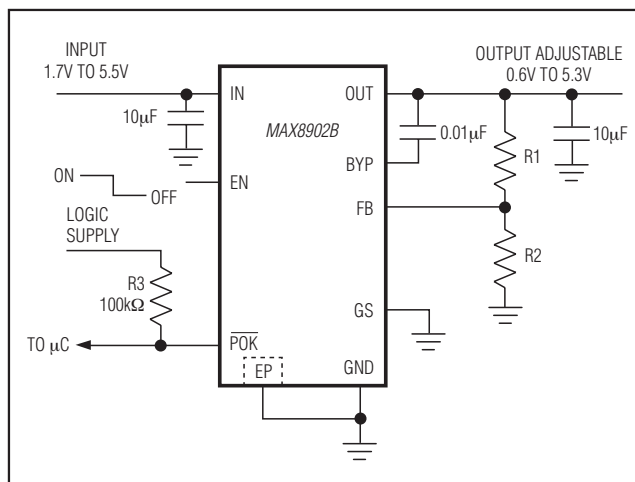 INPUT
1.7V TO 5.5V
OUTPUT ADJUSTABLE
0.6V TO 5.3V
IN
OUT
10μF
MAX8902B
0.01μF
10μF
R1
BYP
ON
OFF
EN
FB
LOGIC
SUPPLY
R2
R3
100kΩ
GS
TO μC
POK
EP
GND